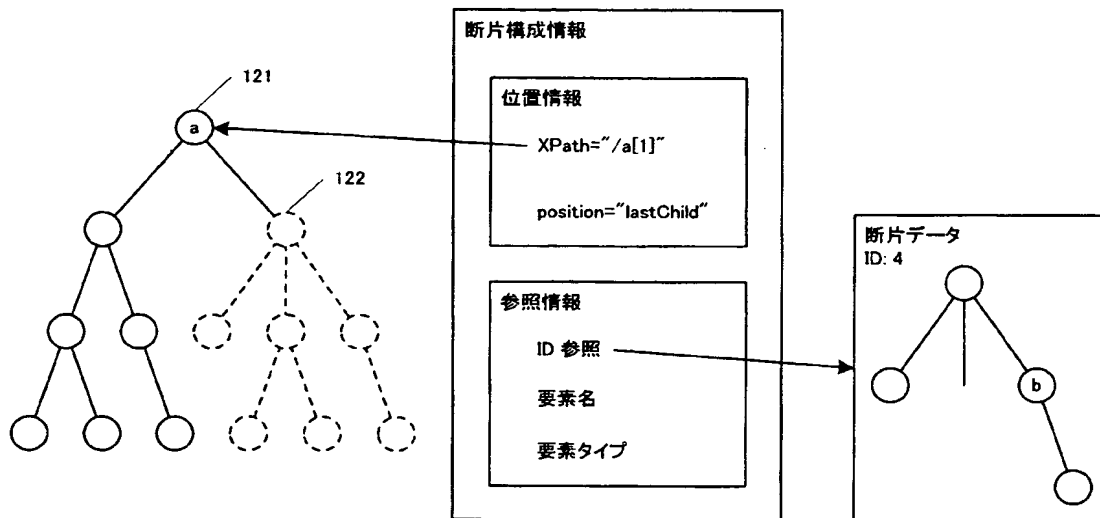 断片構成情報
121
位置情報
a
XPath="/a[1]"
122
position="lastChild"
断片データ
ID: 4
参照情報
ID 参照
b
要素名
要素タイプ